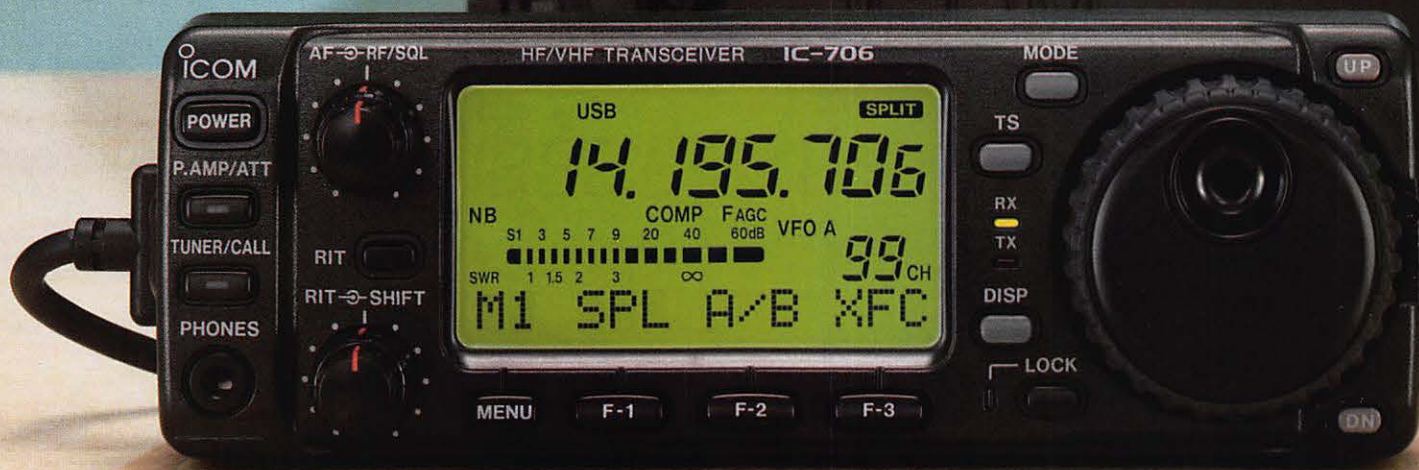 ICOM
AF RF/SQL
HF/VHF TRANSCEIVER IC-706
MODE
UP
POWER
USB SPLIT
TS
14.195.706
P.AMP/ATT
RX
NB COMP FAGC
VFO A
S1 3 5 7 9 20 40 60dB
TX
TUNER/CALL
RIT
99CH
SWR 1 1.5 2 3 ∞
RIT SHIFT
M1 SPL A/B XFC
DISP
PHONES
LOCK
MENU F-1 F-2 F-3
DN